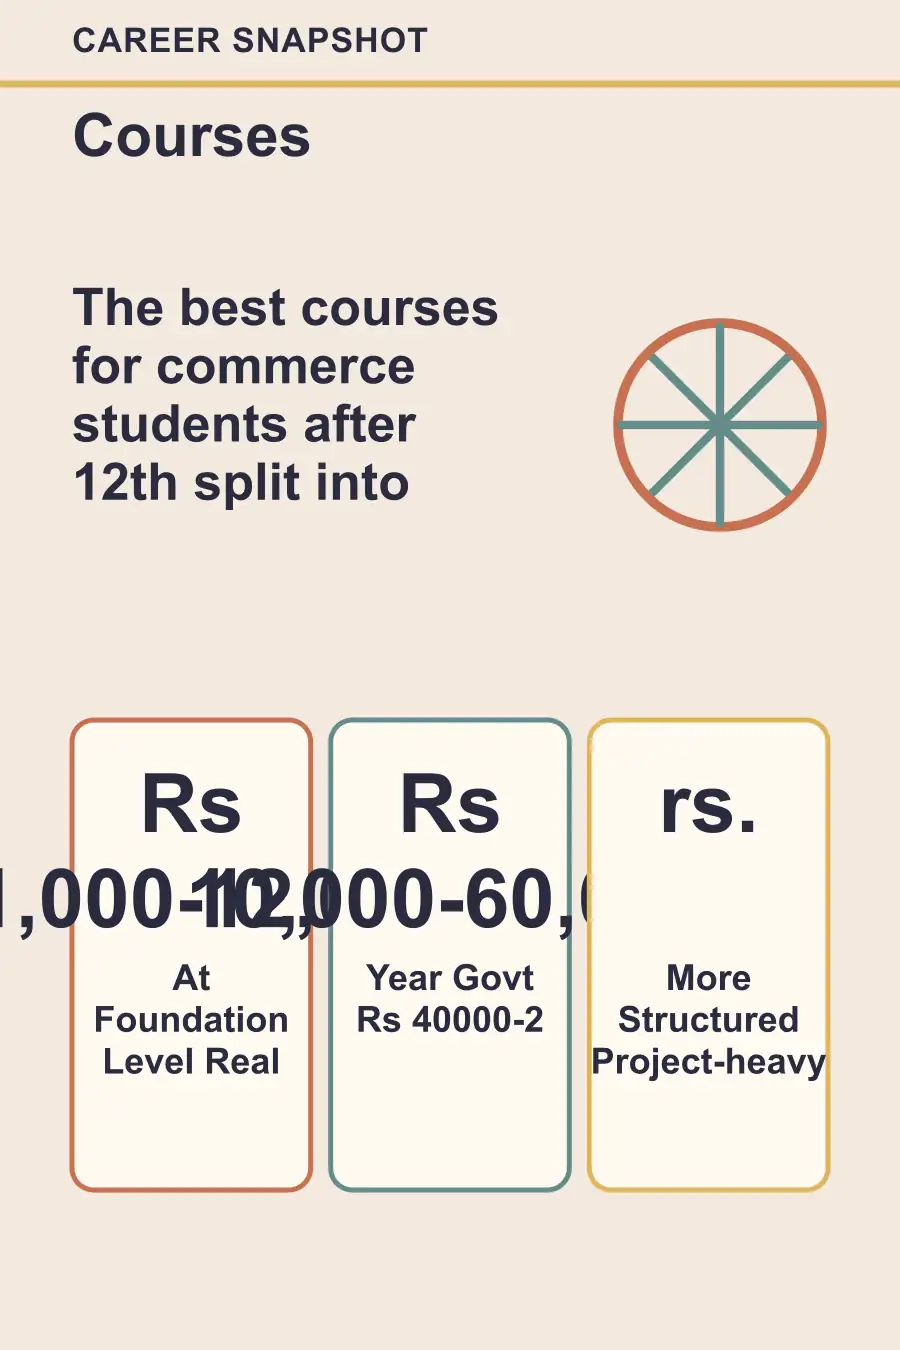 CAREER SNAPSHOT
Courses
The best courses
for commerce
students after
12th split into
Rs
Rs
rs.
At
Foundation
Level Real
Year Govt
Rs 40000-2
More
Structured
Project-heavy